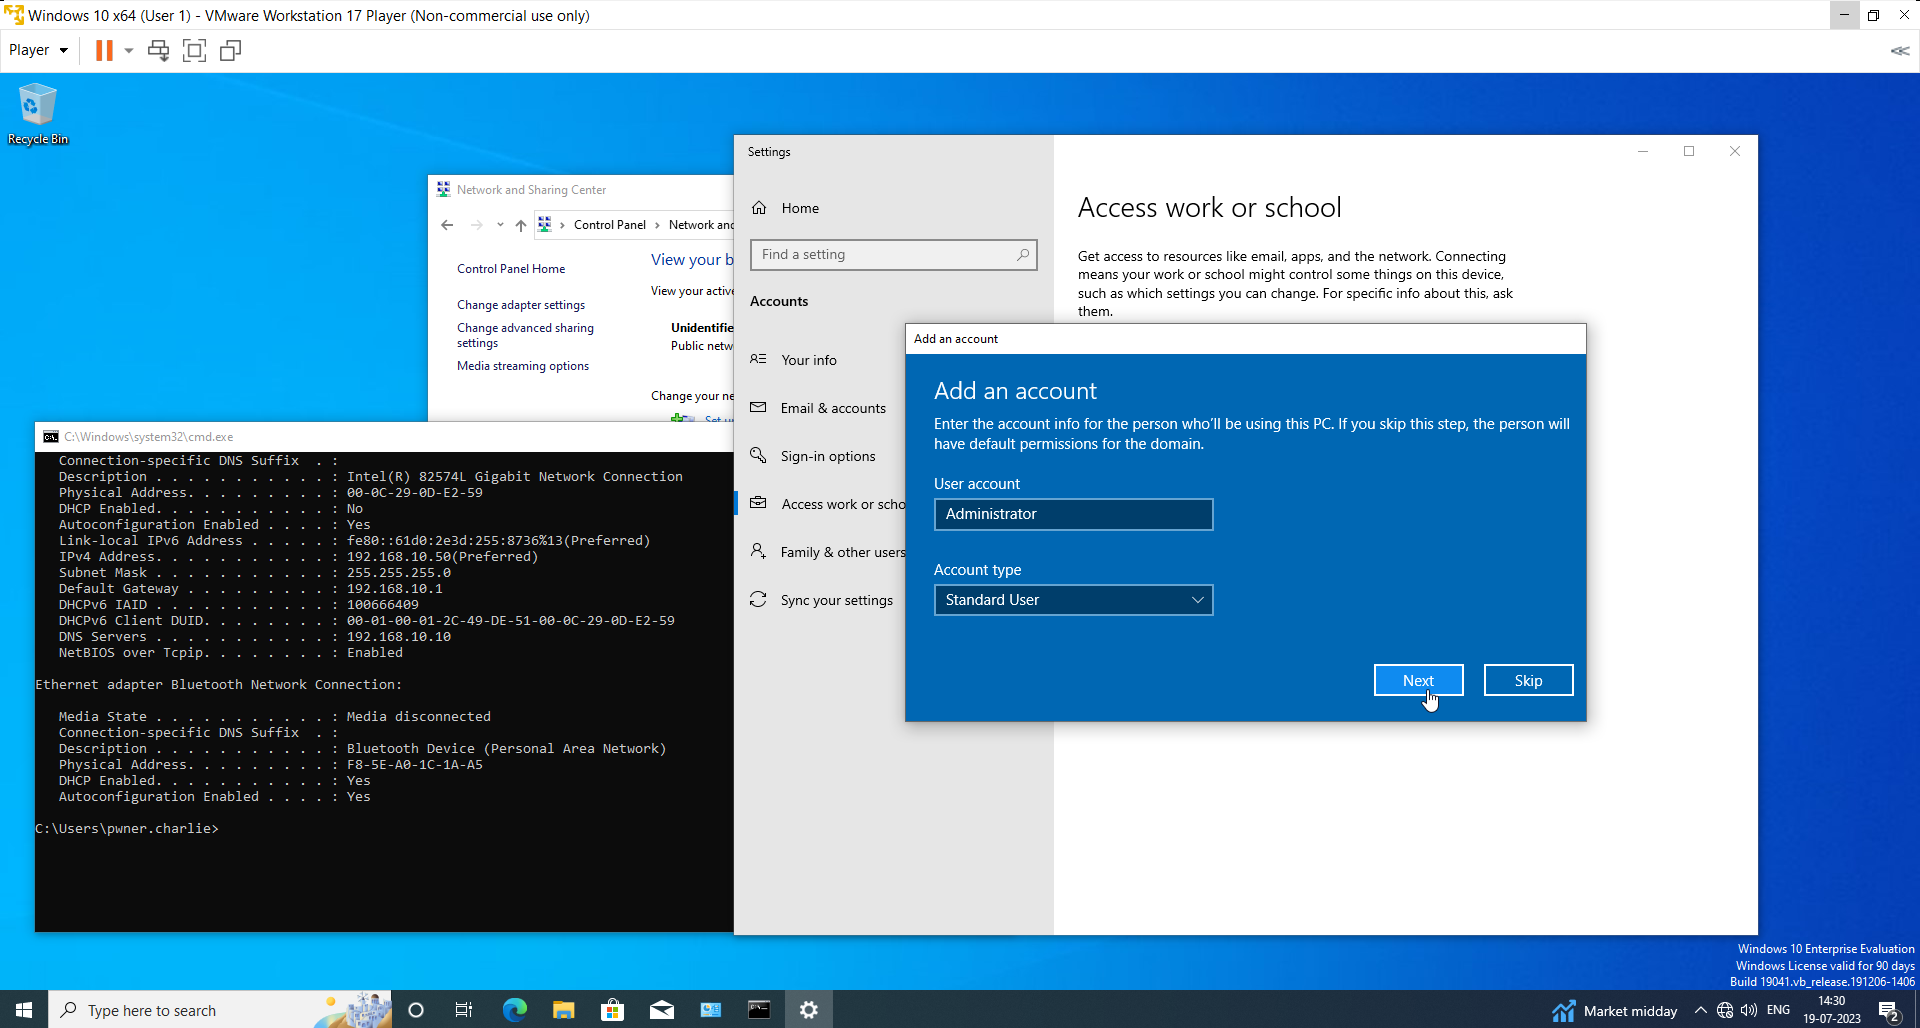 Windows 10 x64 (User 1) - VMware Workstation 17 Player (Non-commercial use only)
Player
Recycle Bin
Network and Sharing Center
Control Panel > Network and
Control Panel Home
Change adapter settings
Change advanced sharing
settings
Media streaming options
View your b
View your active
Unidentifie
Public netw
Change your ne
Set u
C:\Windows\system32\cmd.exe
Connection-specific DNS Suffix  . :
Description . . . . . . . . . . . : Intel(R) 82574L Gigabit Network Connection
Physical Address. . . . . . . . . : 00-0C-29-0D-E2-59
DHCP Enabled. . . . . . . . . . . : No
Autoconfiguration Enabled . . . . : Yes
Link-local IPv6 Address . . . . . : fe80::61d0:2e3d:255:8736%13(Preferred)
IPv4 Address. . . . . . . . . . . : 192.168.10.50(Preferred)
Subnet Mask . . . . . . . . . . . : 255.255.255.0
Default Gateway . . . . . . . . . : 192.168.10.1
DHCPv6 IAID . . . . . . . . . . . : 100666409
DHCPv6 Client DUID. . . . . . . . : 00-01-00-01-2C-49-DE-51-00-0C-29-0D-E2-59
DNS Servers . . . . . . . . . . . : 192.168.10.10
NetBIOS over Tcpip. . . . . . . . : Enabled
Ethernet adapter Bluetooth Network Connection:
Media State . . . . . . . . . . . : Media disconnected
Connection-specific DNS Suffix  . :
Description . . . . . . . . . . . : Bluetooth Device (Personal Area Network)
Physical Address. . . . . . . . . : F8-5E-A0-1C-1A-A5
DHCP Enabled. . . . . . . . . . . : Yes
Autoconfiguration Enabled . . . . : Yes
C:\Users\pwner.charlie>
Settings
Home
Find a setting
Accounts
Your info
Email & accounts
Sign-in options
Access work or scho
Family & other users
Sync your settings
Access work or school
Get access to resources like email, apps, and the network. Connecting
means your work or school might control some things on this device,
such as which settings you can change. For specific info about this, ask
them.
Add an account
Add an account
Enter the account info for the person who'll be using this PC. If you skip this step, the person will
have default permissions for the domain.
User account
Administrator
Account type
Standard User
Next
Skip
Windows 10 Enterprise Evaluation
Windows License valid for 90 days
Build 19041.vb_release.191206-1406
Type here to search
Market midday
ENG
14:30
19-07-2023
2